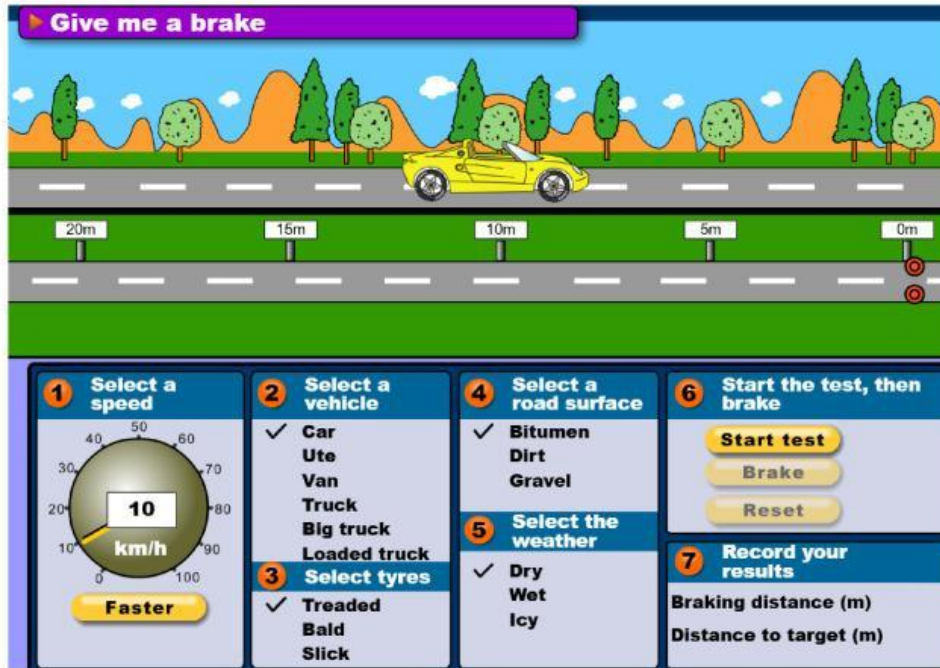 Give me a brake
20m
15m
10m
5m
0m
1 Select a
speed
50
40
60
30
70
20
80
10
90
0
100
10
km/h
Faster
2 Select a
vehicle
Car
Ute
Van
Truck
Big truck
Loaded truck
3 Select tyres
Treaded
Bald
Slick
4 Select a
road surface
Bitumen
Dirt
Gravel
5 Select the
weather
Dry
Wet
Icy
6 Start the test, then
brake
Start test
Brake
Reset
7 Record your
results
Braking distance (m)
Distance to target (m)